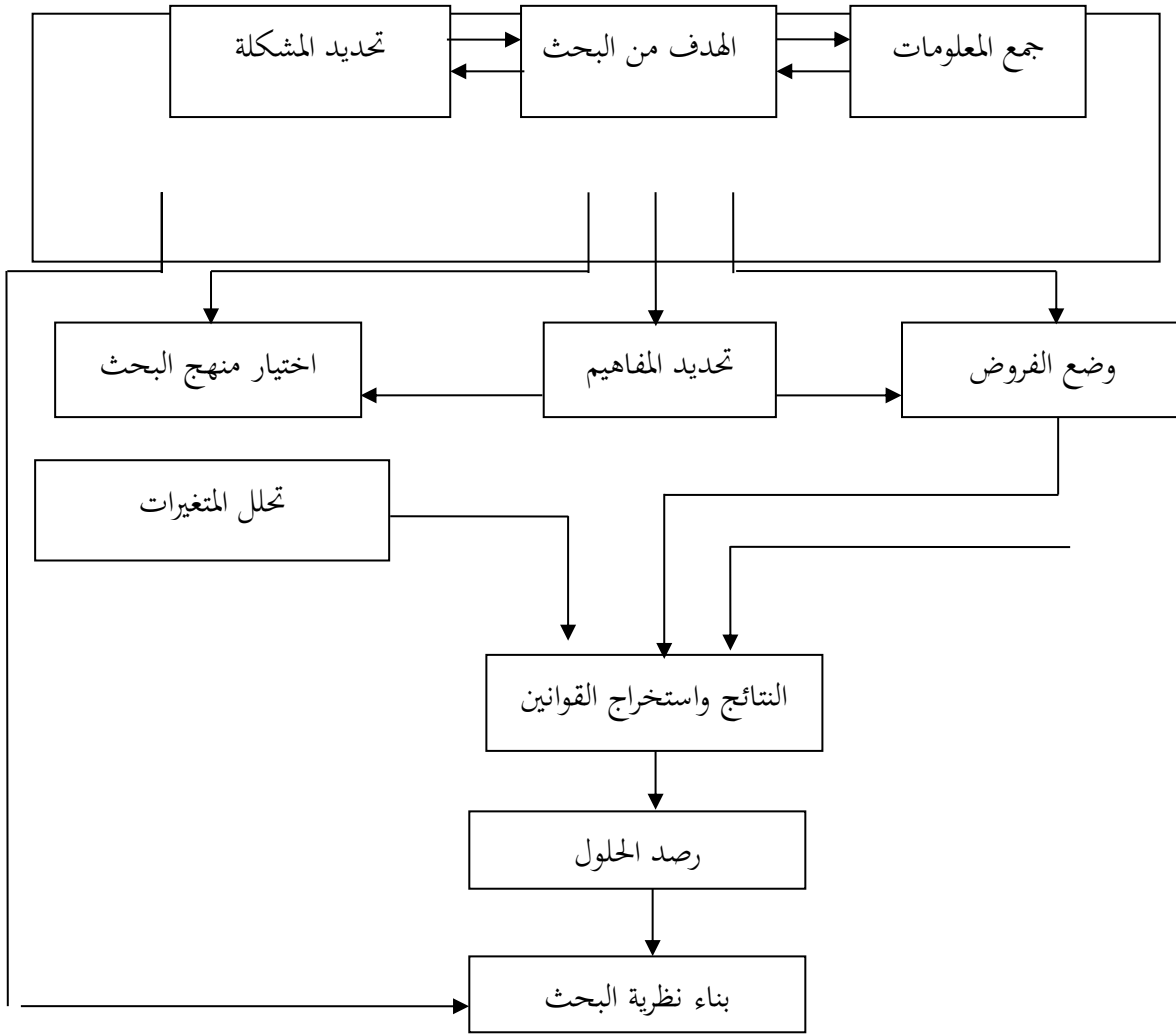 جمع المعلومات
الهدف من البحث
تحديد المشكلة
وضع الفروض
تحديد المفاهيم
اختيار منهج البحث
تحلل المتغيرات
النتائج واستخراج القوانين
رصد الحلول
بناء نظرية البحث